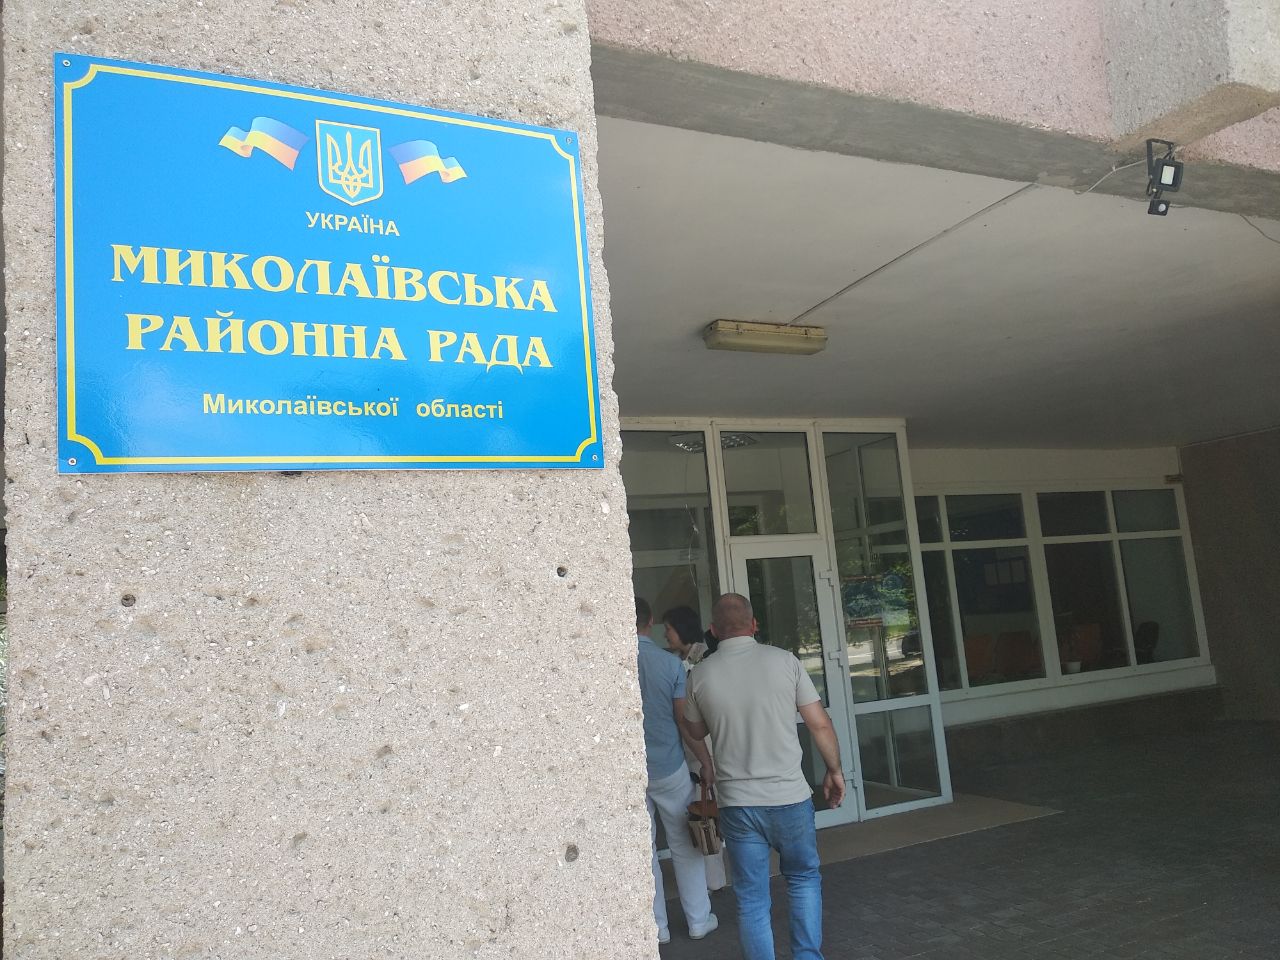 УКРАЇНА
МИКОЛАЇВСЬКА
РАЙОННА РАДА
Миколаївської області